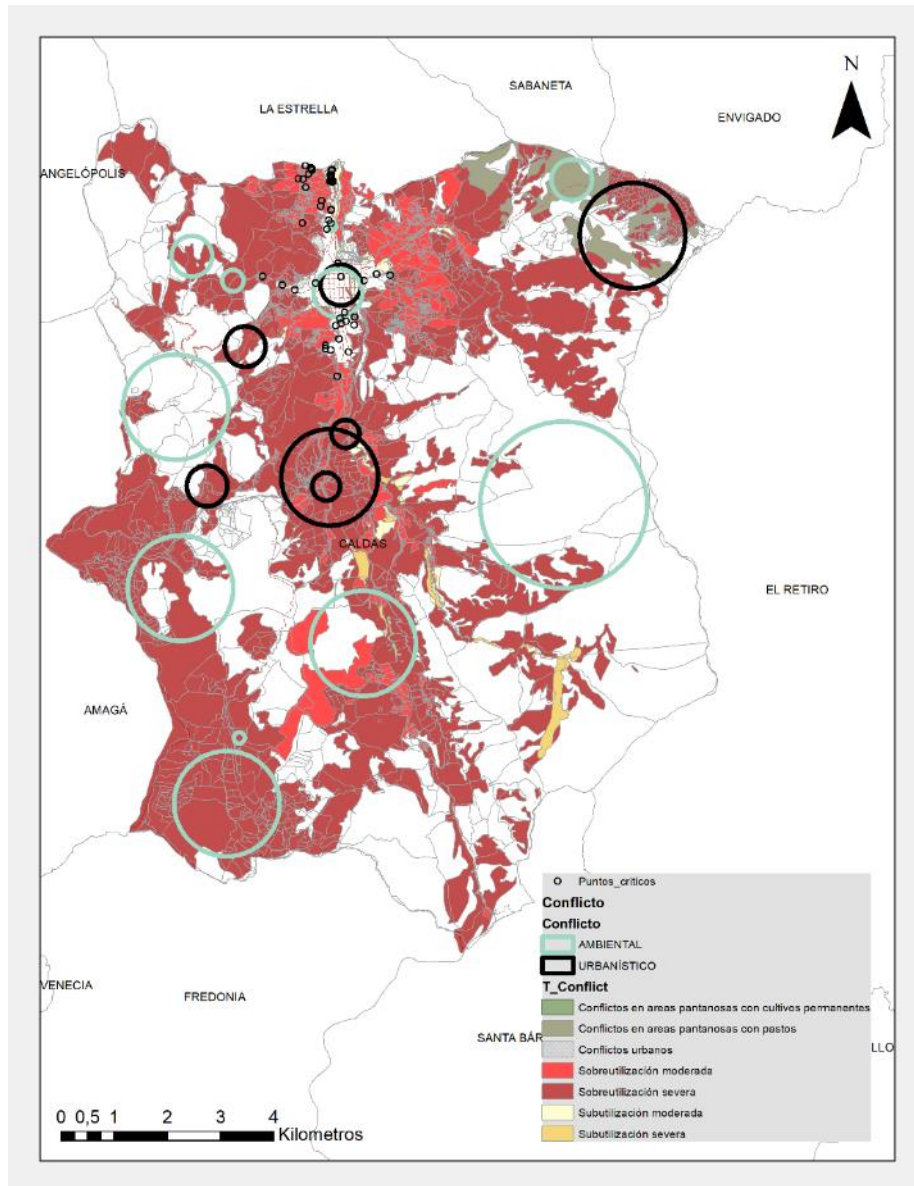 SABANETA
N
LA ESTRELLA
ENVIGADO
ANGELÓPOLIS
CALDAS
EL RETIRO
AMAGÁ
Puntos_criticos
Conflicto
Conflicto
AMBIENTAL
URBANÍSTICO
T_Conflict
VENECIA
FREDONIA
Conflictos en areas pantanosas con cultivos permanentes
Conflictos en areas pantanosas con pastos
SANTA BÁR
Conflictos urbanos
LLO
Sobreutilización moderada
Sobreutilización severa
Subutilización moderada
Subutilización severa
0 0,5 1 2 3 4
Kilometros